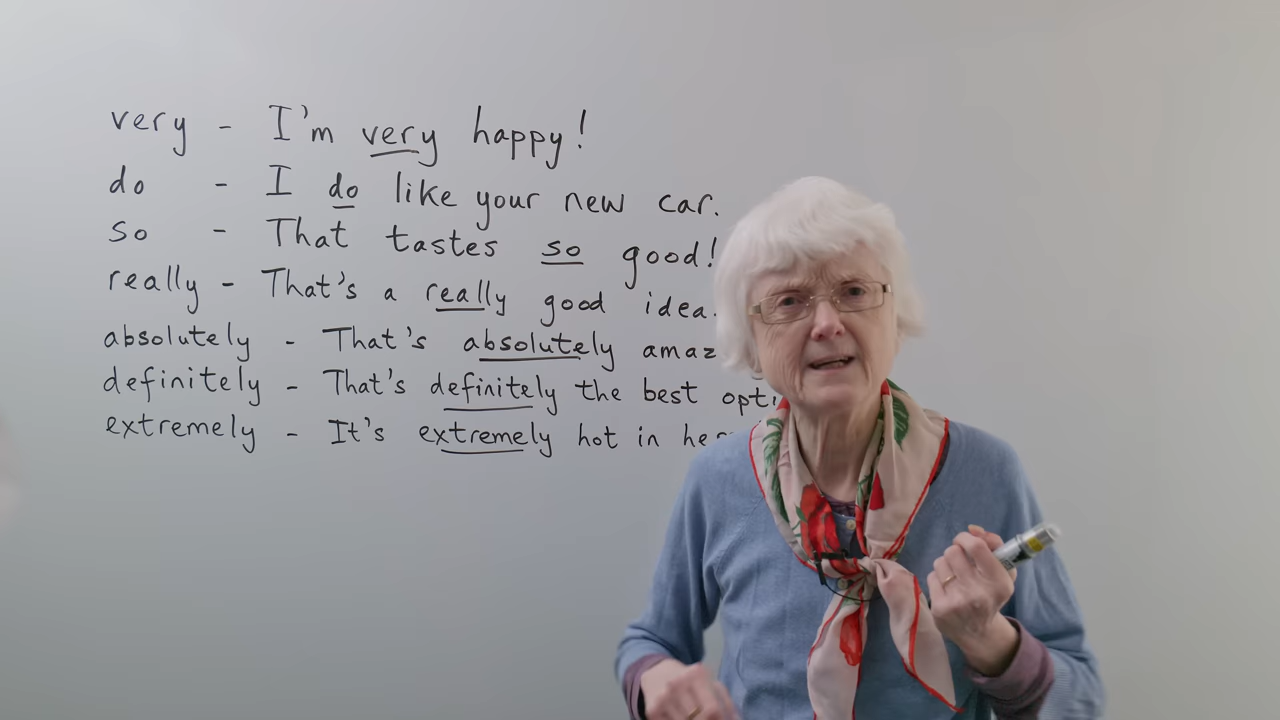 very - I'm very happy!
do - I do like your new car.
so - That tastes so good!
really - That's a really good idea.
absolutely - That's absolutely
definitely - That's definitely the best
extremely - It's extremely hot in